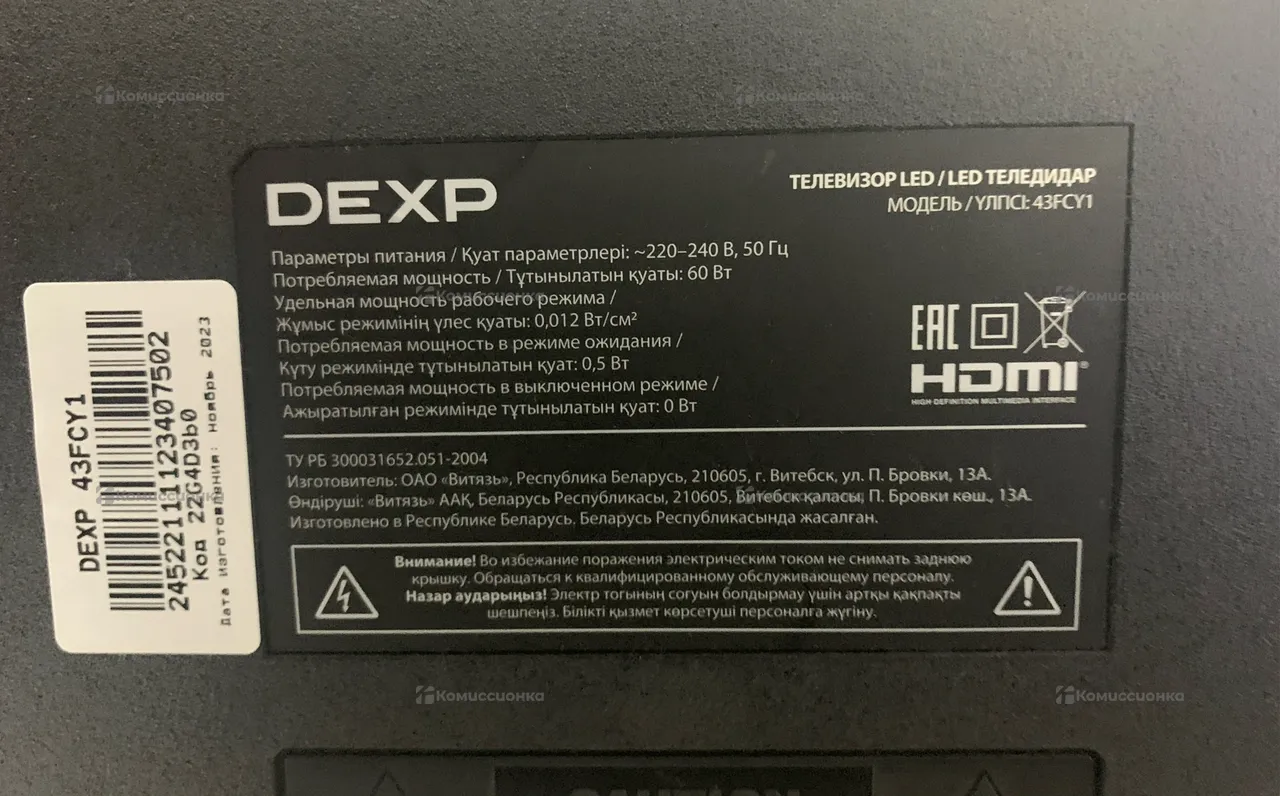 DEXP
ТЕЛЕВИЗОР LED / LED ТЕЛЕДИДАР
МОДЕЛЬ / ҮЛГІСІ: 43FCY1
Параметры питания / Қуат параметрлері: ~220–240 В, 50 Гц
Потребляемая мощность / Тұтынылатын қуаты: 60 Вт
Удельная мощность рабочего режима /
Жұмыс режимінің үлес қуаты: 0,012 Вт/см²
Потребляемая мощность в режиме ожидания /
Күту режимінде тұтынылатын қуат: 0,5 Вт
Потребляемая мощность в выключенном режиме /
Ажыратылған режимінде тұтынылатын қуат: 0 Вт
EAC
HDMI
HIGH-DEFINITION MULTIMEDIA INTERFACE
ТУ РБ 300031652.051-2004
Изготовитель: ОАО «Витязь», Республика Беларусь, 210605, г. Витебск, ул. П. Бровки, 13А.
Өндіруші: «Витязь» ААҚ, Беларусь Республикасы, 210605, Витебск қаласы, П. Бровки көш., 13А.
Изготовлено в Республике Беларусь. Беларусь Республикасында жасалған.
Внимание! Во избежание поражения электрическим током не снимать заднюю
крышку. Обращаться к квалифицированному обслуживающему персоналу.
Назар аударыңыз! Электр тогының соғуын болдырмау үшін артқы қақпақты
шешпеңіз. Білікті қызмет көрсетуші персоналға жүгіну.
DEXP 43FCY1
245221111123407502
Код 22G4D3b0
Дата изготовления: ноябрь 2023
Комиссионка
Комиссионка
Комиссионка
Комиссионка
Комиссионка
Комиссионка
Комиссионка
Комиссионка